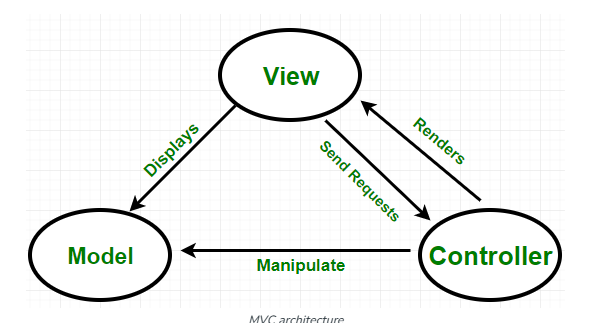 View
Displays
Send Requests
Renders
Model
Manipulate
Controller
MVC architecture